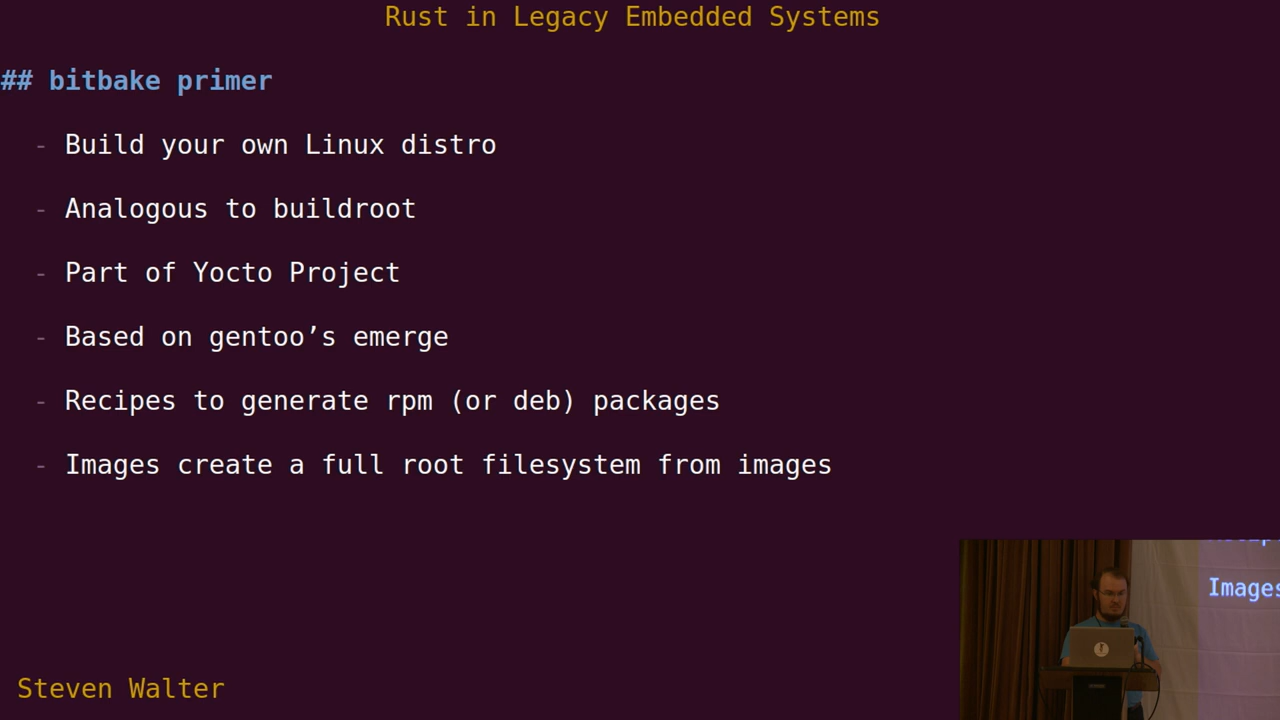 Rust in Legacy Embedded Systems
## bitbake primer
- Build your own Linux distro
- Analogous to buildroot
- Part of Yocto Project
- Based on gentoo’s emerge
- Recipes to generate rpm (or deb) packages
- Images create a full root filesystem from images
Images
Steven Walter